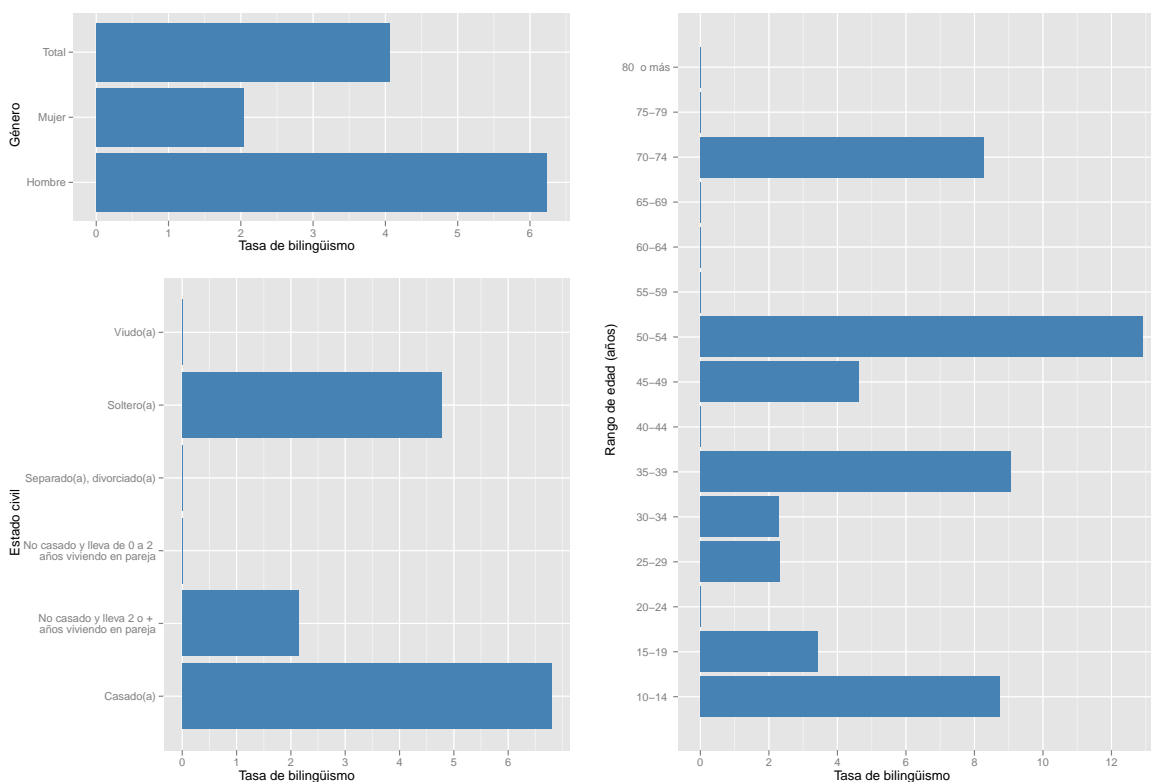 Género
Total
Mujer
Hombre
0 1 2 3 4 5 6
Tasa de bilingüismo
Estado civil
Viudo(a)
Soltero(a)
Separado(a), divorciado(a)
No casado y lleva de 0 a 2
años viviendo en pareja
No casado y lleva 2 o +
años viviendo en pareja
Casado(a)
0 1 2 3 4 5 6
Tasa de bilingüismo
Rango de edad (años)
80 o más
75−79
70−74
65−69
60−64
55−59
50−54
45−49
40−44
35−39
30−34
25−29
20−24
15−19
10−14
0 2 4 6 8 10 12
Tasa de bilingüismo